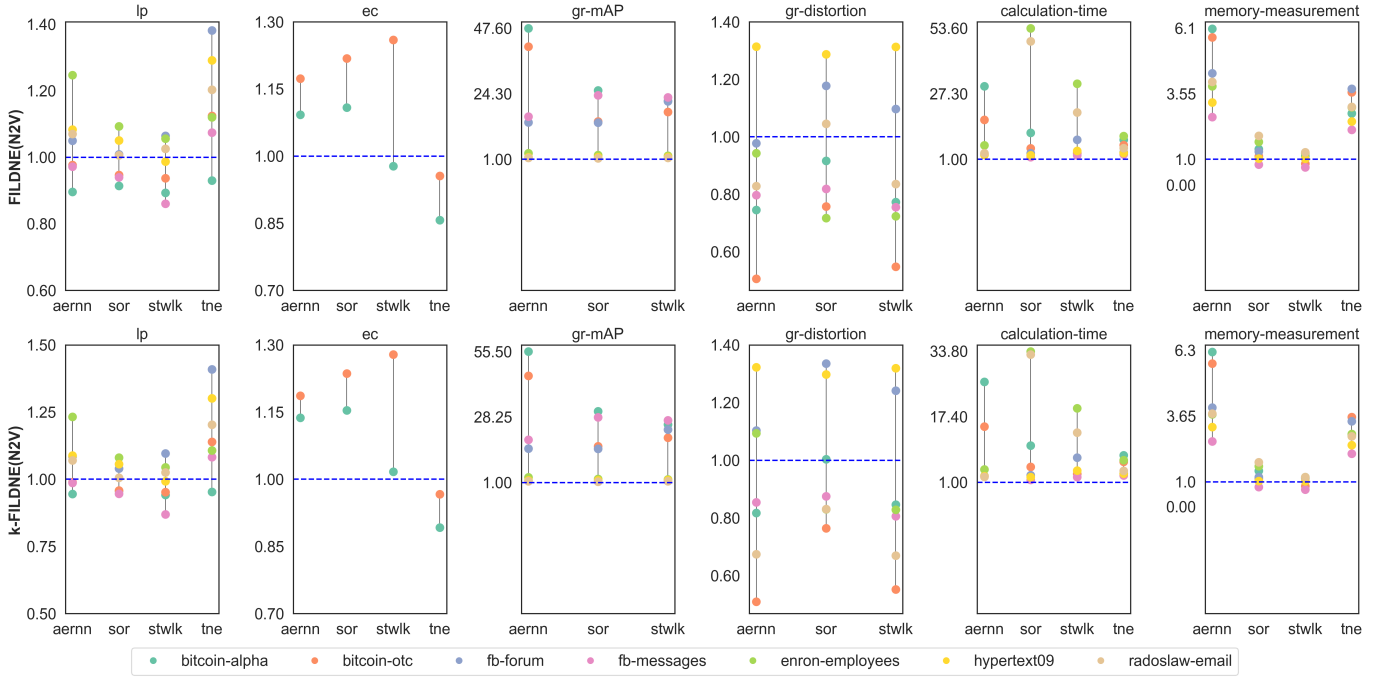 lp ec gr-mAP gr-distortion calculation-time memory-measurement
FILDNE(N2V)
1.40 1.20 1.00 0.80 0.60
1.30 1.15 1.00 0.85 0.70
47.60 24.30 1.00
1.40 1.20 1.00 0.80 0.60
53.60 27.30 1.00
6.1 3.55 1.0 0.00
aernn sor stwlk tne aernn sor stwlk tne aernn sor stwlk aernn sor stwlk aernn sor stwlk tne aernn sor stwlk tne
lp ec gr-mAP gr-distortion calculation-time memory-measurement
k-FILDNE(N2V)
1.50 1.25 1.00 0.75 0.50
1.30 1.15 1.00 0.85 0.70
55.50 28.25 1.00
1.40 1.20 1.00 0.80 0.60
33.80 17.40 1.00
6.3 3.65 1.0 0.00
aernn sor stwlk tne aernn sor stwlk tne aernn sor stwlk aernn sor stwlk aernn sor stwlk tne aernn sor stwlk tne
bitcoin-alpha bitcoin-otc fb-forum fb-messages enron-employees hypertext09 radoslaw-email